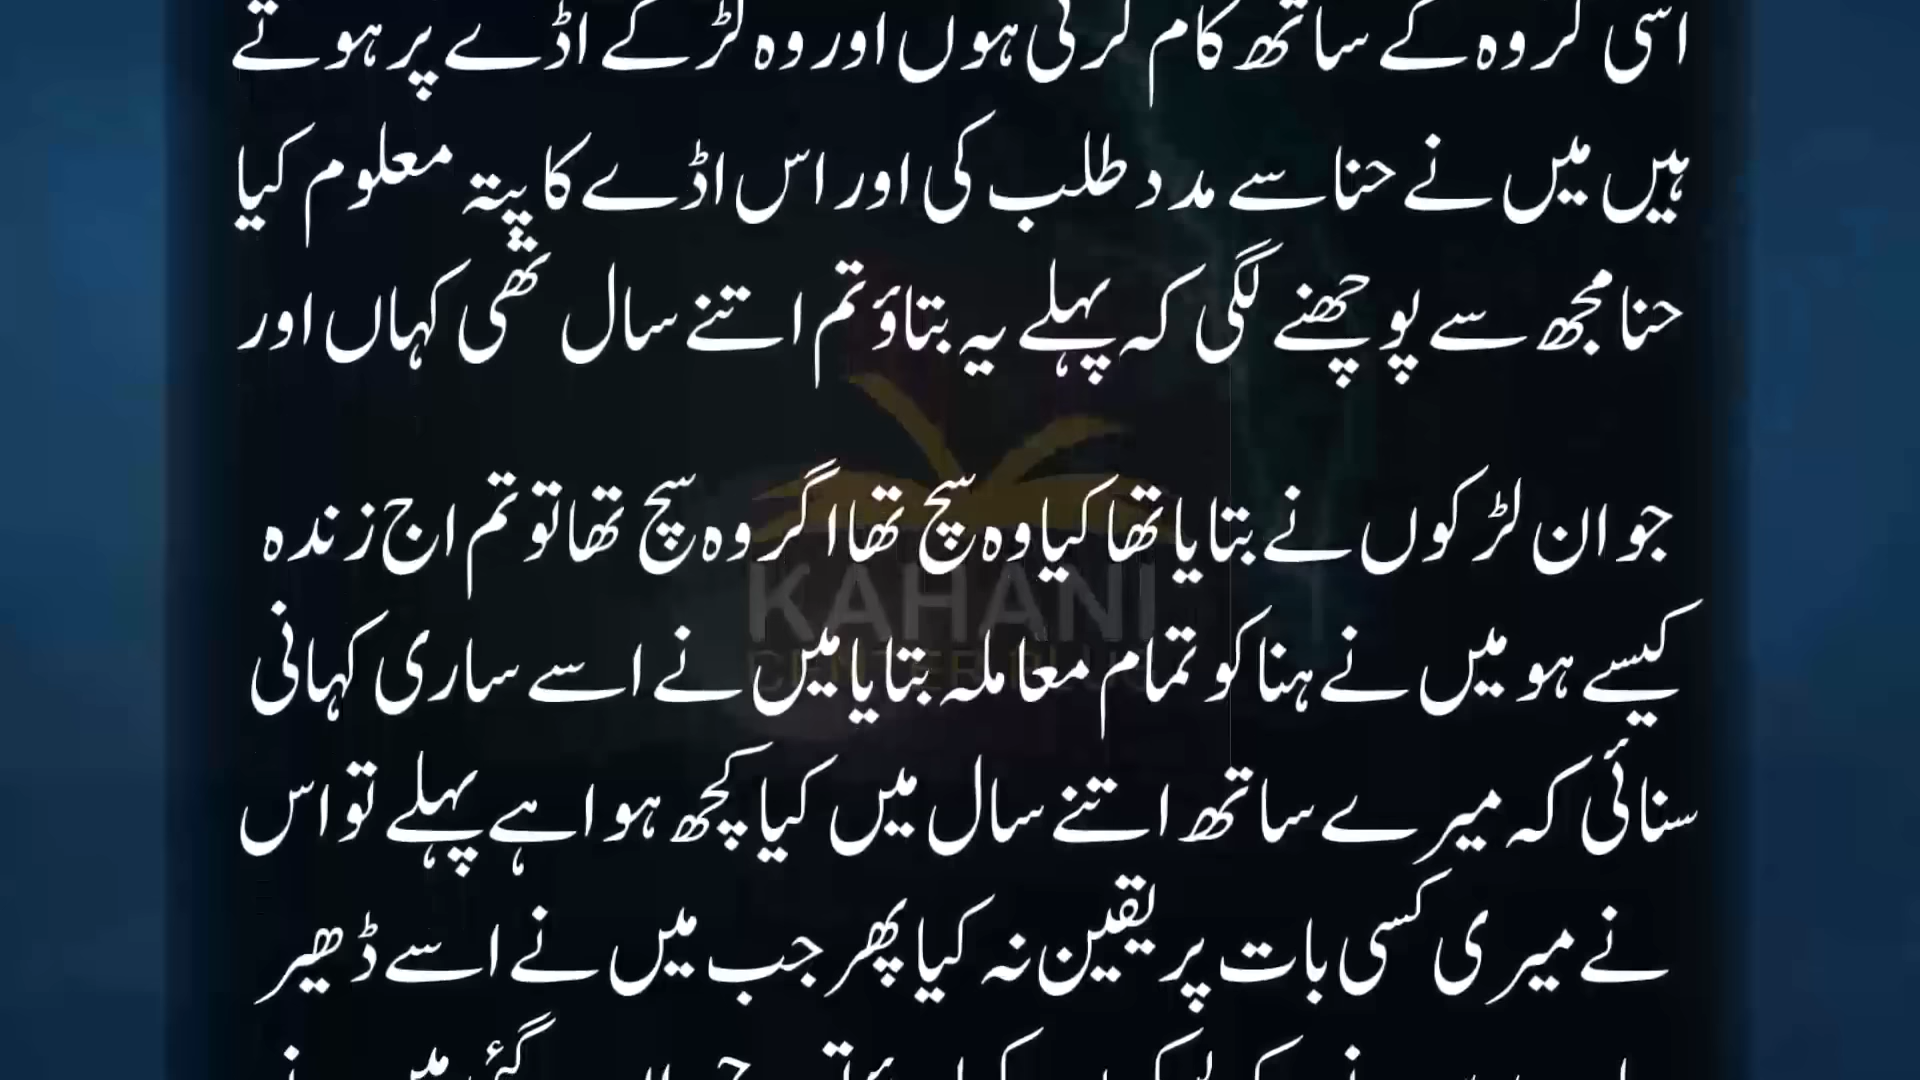 اسی گروہ کے ساتھ کام کرتی ہوں اور وہ لڑکے اڈے پر ہوتے
ہیں میں نے حنا سے مدد طلب کی اور اس اڈے کا پتہ معلوم کیا
حنا مجھ سے پوچھنے لگی کہ پہلے یہ بتاؤ تم اتنے سال تھی کہاں اور
جو ان لڑکوں نے بتایا تھا کیا وہ سچ تھا اگر وہ سچ تھا تو تم اج زندہ
KAHANI
CENTER PLUS
کیسے ہو میں نے ہنا کو تمام معاملہ بتایا میں نے اسے ساری کہانی
سنائی کہ میرے ساتھ اتنے سال میں کیا کچھ ہوا ہے پہلے تو اس
نے میری کسی بات پر یقین نہ کیا پھر جب میں نے اسے ڈھیر